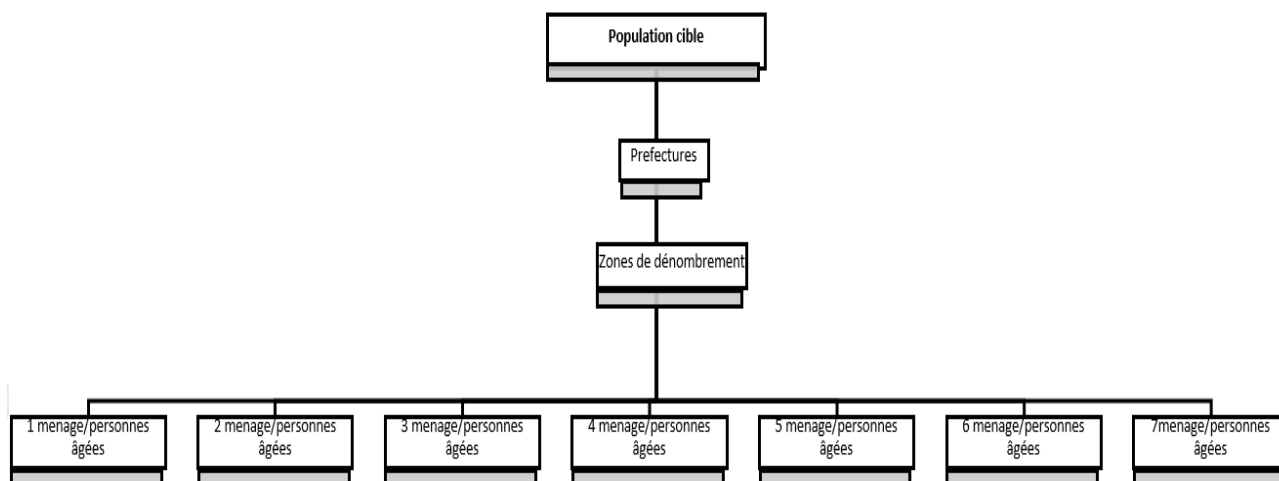 Population cible
Prefectures
Zones de dénombrement
1 menage/personnes
âgées
2 menage/personnes
âgées
3 menage/personnes
âgées
4 menage/personnes
âgées
5 menage/personnes
âgées
6 menage/personnes
âgées
7menage/personnes
âgées